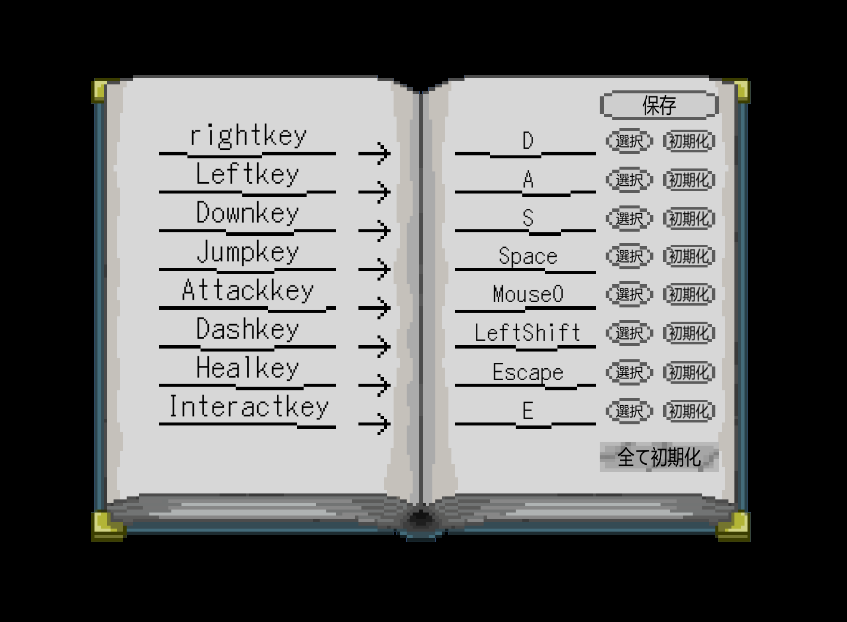 保存
rightkey D 選択 初期化
Leftkey A 選択 初期化
Downkey S 選択 初期化
Jumpkey Space 選択 初期化
Attackkey Mouse0 選択 初期化
Dashkey LeftShift 選択 初期化
Healkey Escape 選択 初期化
Interactkey E 選択 初期化
全て初期化